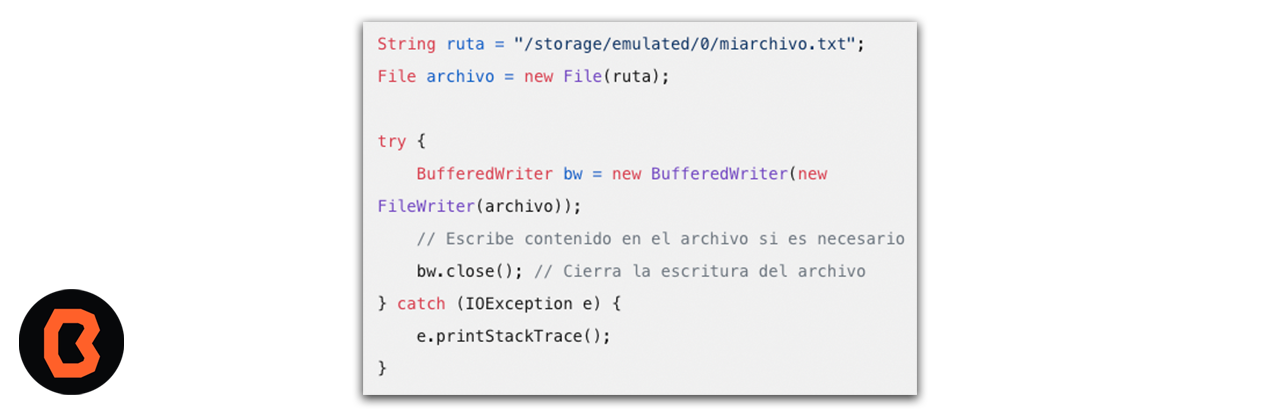 String ruta = "/storage/emulated/0/miarchivo.txt";
File archivo = new File(ruta);
try {
BufferedWriter bw = new BufferedWriter(new
FileWriter(archivo));
// Escribe contenido en el archivo si es necesario
bw.close(); // Cierra la escritura del archivo
} catch (IOException e) {
e.printStackTrace();
}